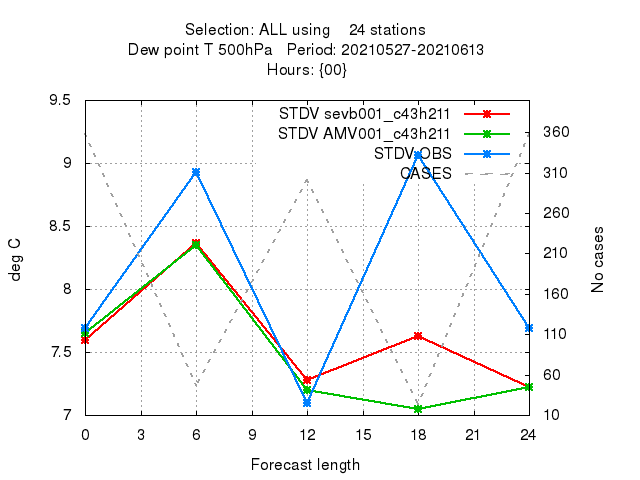 Selection: ALL using    24 stations
Dew point T 500hPa   Period: 20210527-20210613
Hours: {00}
STDV sevb001_c43h211
STDV AMV001_c43h211
STDV OBS
CASES
9.5
9
8.5
8
7.5
7
360
310
260
210
160
110
60
10
deg C
No cases
0 3 6 9 12 15 18 21 24
Forecast length